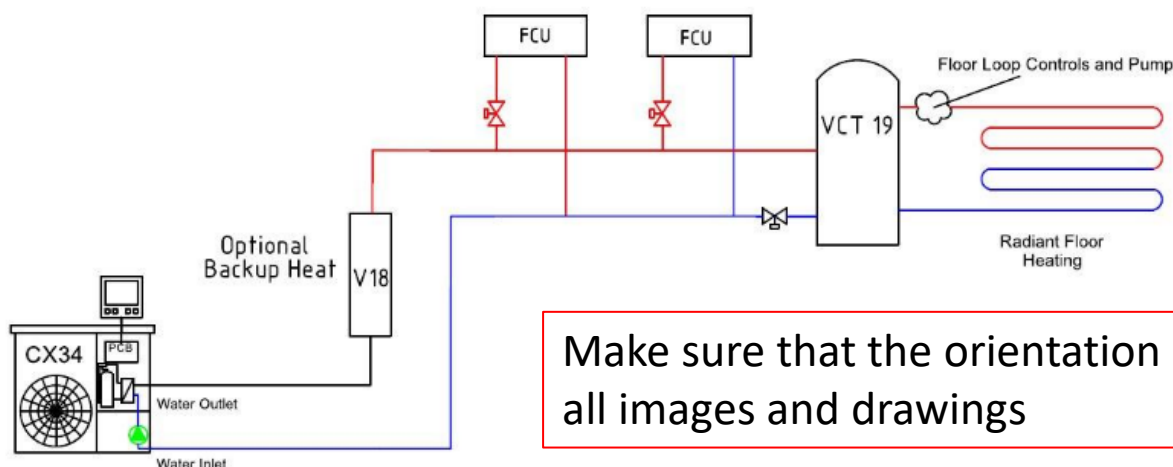 FCU
FCU
Floor Loop Controls and Pump
VCT 19
Optional
Backup Heat
V18
Radiant Floor
Heating
CX34
PCB
Water Outlet
Water Inlet
Make sure that the orientation
all images and drawings